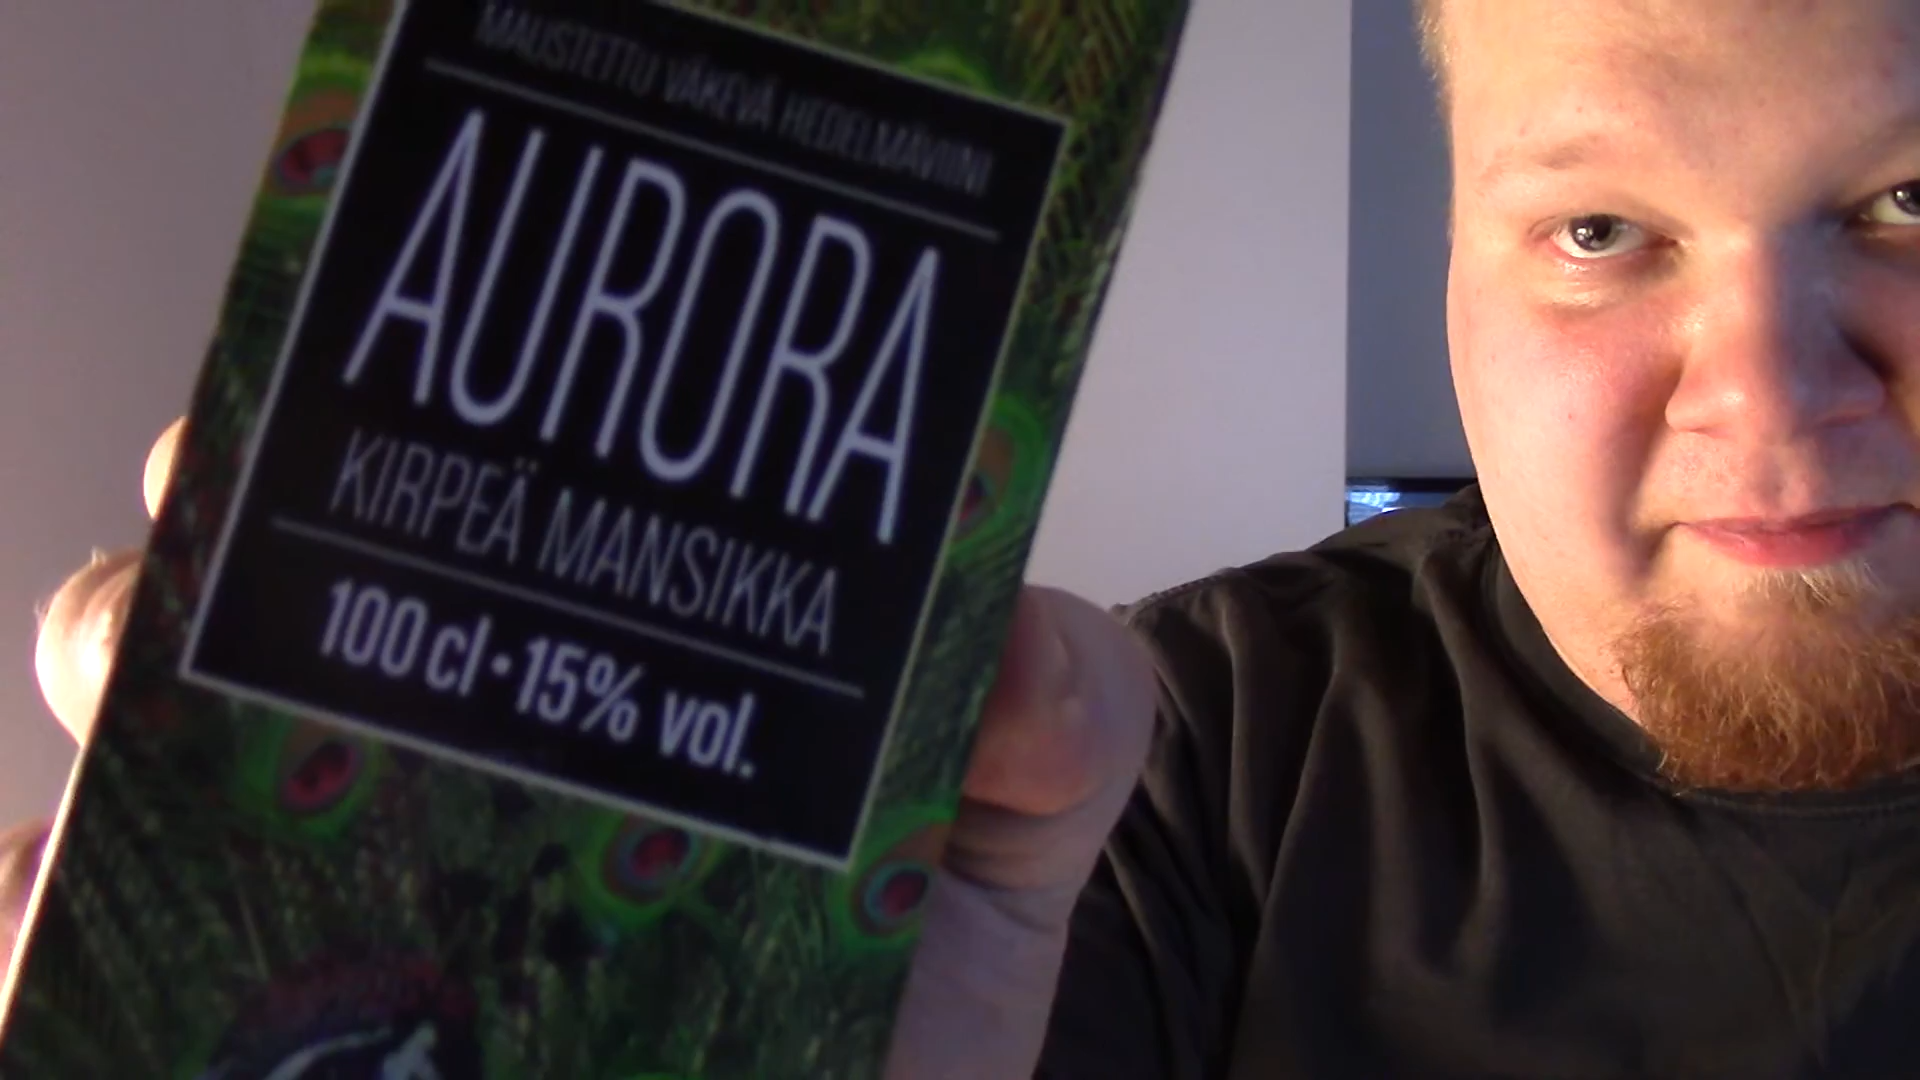 MAUSTETTU VÄKEVÄ HEDELMÄVIINI
AURORA
KIRPEÄ MANSIKKA
100 cl • 15% vol.